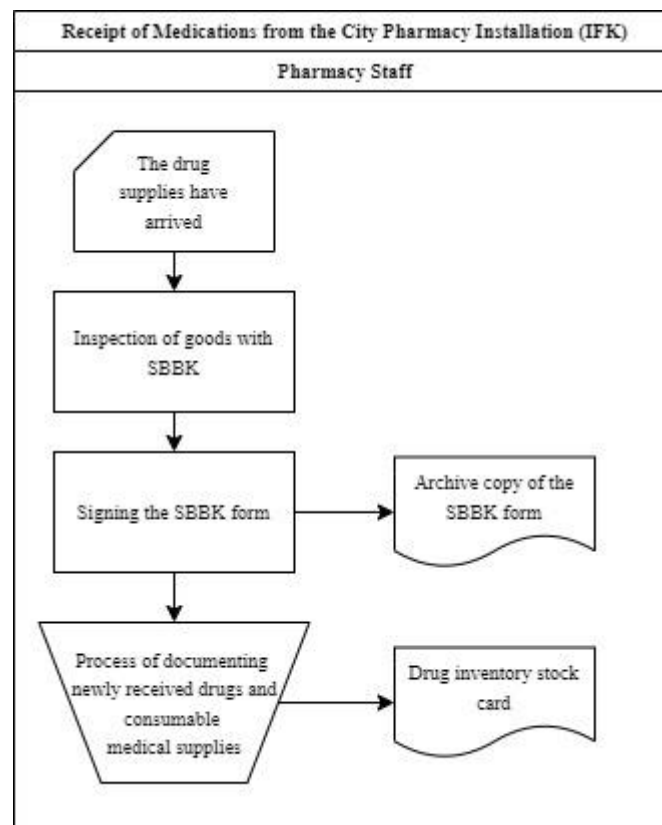 Receipt of Medications from the City Pharmacy Installation (IFK)
Pharmacy Staff
The drug
supplies have
arrived
Inspection of goods with
SBBK
Signing the SBBK form
Archive copy of the
SBBK form
Process of documenting
newly received drugs and
consumable
medical supplies
Drug inventory stock
card